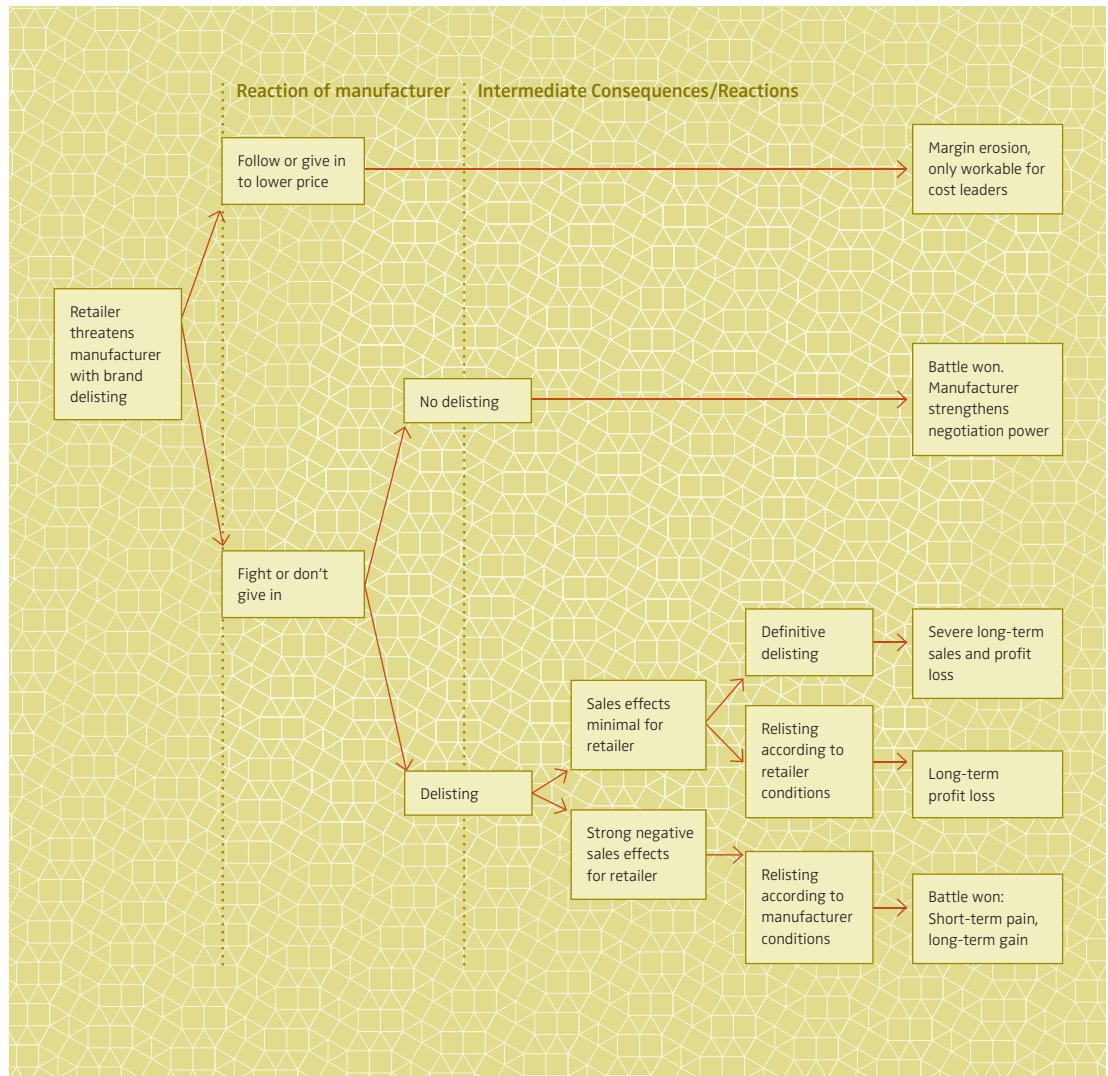 Reaction of manufacturer
Intermediate Consequences/Reactions
Follow or give in
to lower price
Margin erosion,
only workable for
cost leaders
Retailer
threatens
manufacturer
with brand
delisting
No delisting
Battle won.
Manufacturer
strengthens
negotiation power
Fight or don't
give in
Definitive
delisting
Severe long-term
sales and profit
loss
Sales effects
minimal for
retailer
Relisting
according to
retailer
conditions
Long-term
profit loss
Delisting
Strong negative
sales effects
for retailer
Relisting
according to
manufacturer
conditions
Battle won:
Short-term pain,
long-term gain